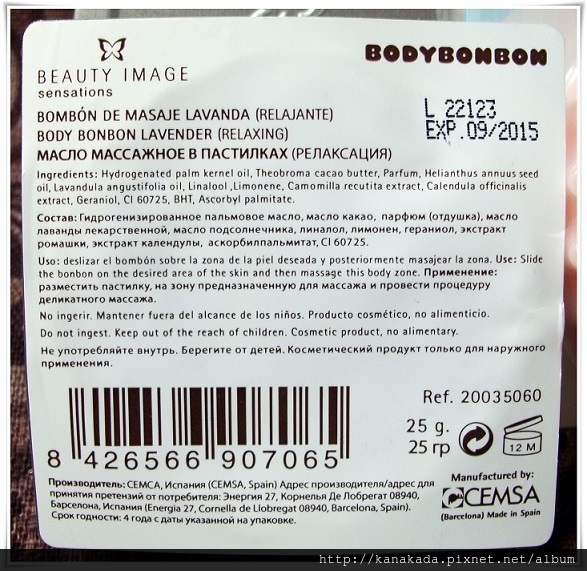 BODYBONBON
BEAUTY IMAGE
sensations
L 22123
EXP.09/2015
BOMBÓN DE MASAJE LAVANDA (RELAJANTE)
BODY BONBON LAVENDER (RELAXING)
МАСЛО МАССАЖНОЕ В ПАСТИЛКАХ (РЕЛАКСАЦИЯ)
Ingredients: Hydrogenated palm kernel oil, Theobroma cacao butter, Parfum, Helianthus annuus seed
oil, Lavandula angustifolia oil, Linalool ,Limonene, Camomilla recutita extract, Calendula officinalis
extract, Geraniol, CI 60725, BHT, Ascorbyl palmitate.
Состав: Гидрогенизированное пальмовое масло, масло какао, парфюм (отдушка), масло
лаванды лекарственной, масло подсолнечника, линалол, лимонен, гераниол, экстракт
ромашки, экстракт календулы, аскорбилпальмитат, CI 60725.
Uso: deslizar el bombón sobre la zona de la piel deseada y posteriormente masajear la zona. Use: Slide
the bonbon on the desired area of the skin and then massage this body zone. Применение:
разместить пастилку, на зону предназначенную для массажа и провести процедуру
деликатного массажа.
No ingerir. Mantener fuera del alcance de los niños. Producto cosmético, no alimenticio.
Do not ingest. Keep out of the reach of children. Cosmetic product, no alimentary.
Не употребляйте внутрь. Берегите от детей. Косметический продукт только для наружного
применения.
Ref. 20035060
25 g.
25 гр
12 M
8 426566 907065
Производитель: CEMCA, Испания (CEMSA, Spain) Адрес производителя/адрес для
принятия претензий от потребителя: Энергия 27, Корнелья Де Лобрегат 08940,
Барселона, Испания (Energia 27, Cornella de Llobregat 08940, Barcelona, Spain).
Срок годности: 4 года с даты указанной на упаковке.
Manufactured by:
CEMSA
(Barcelona) Made in Spain
http://kanakada.pixnet.net/album